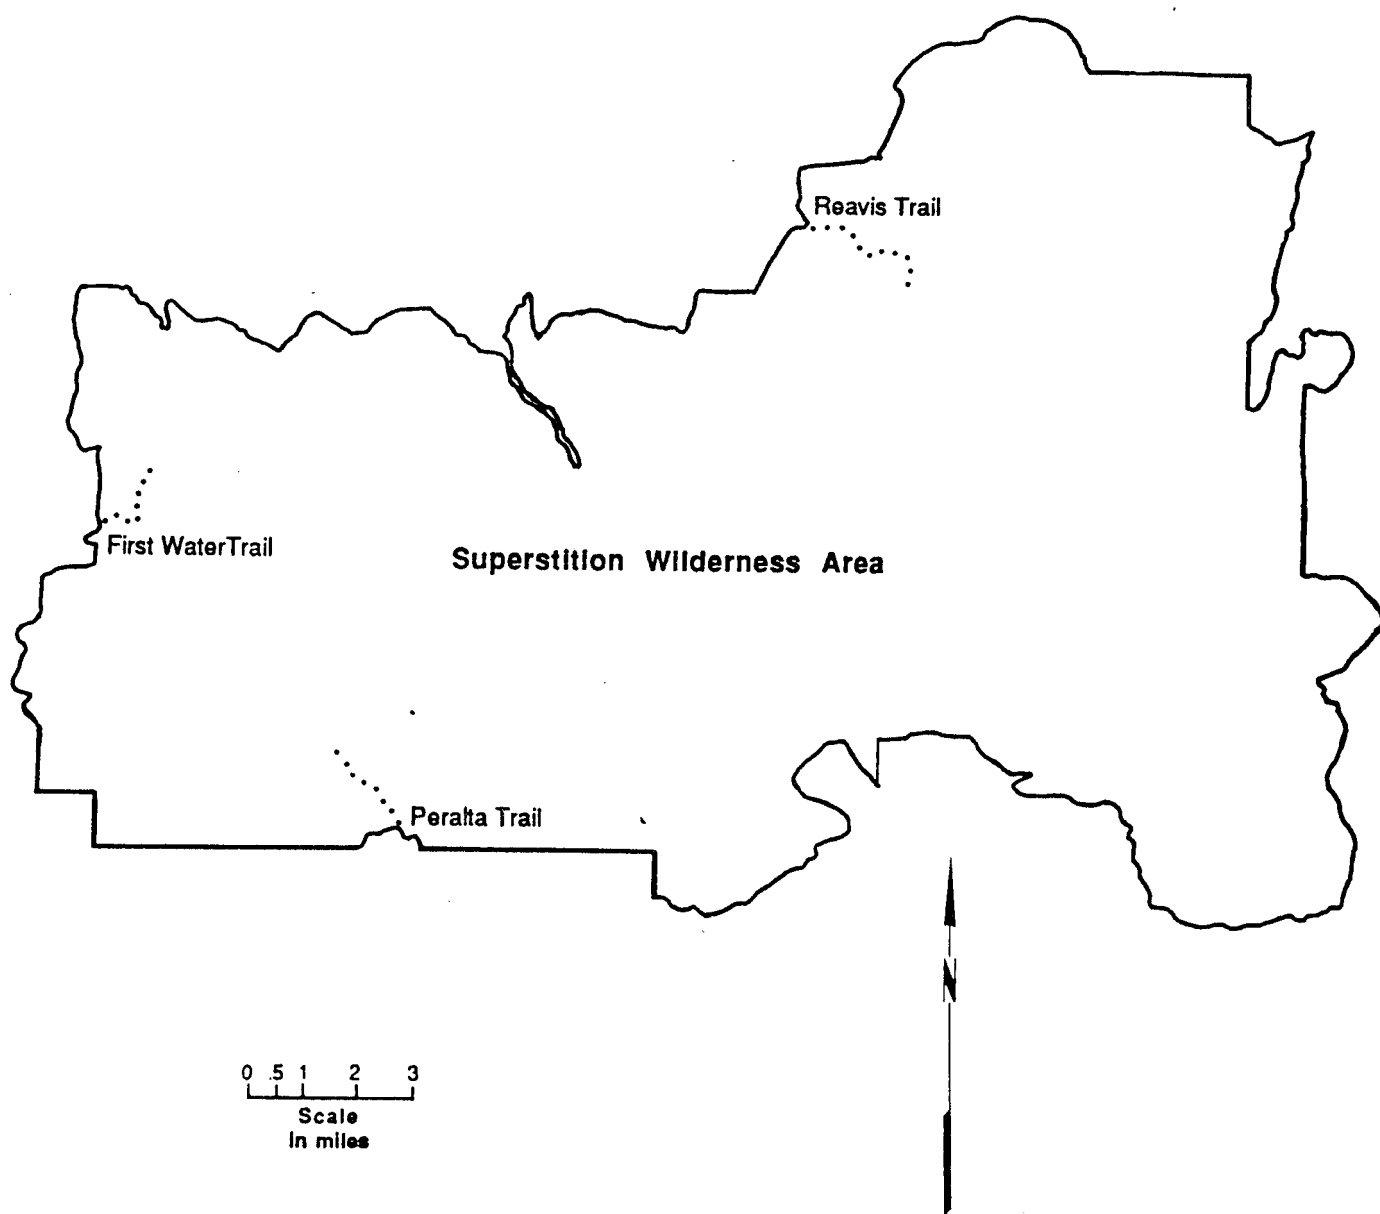 Reavis Trail
First WaterTrail
Superstition Wilderness Area
Peralta Trail
N
0 .5 1 2 3
Scale
in miles